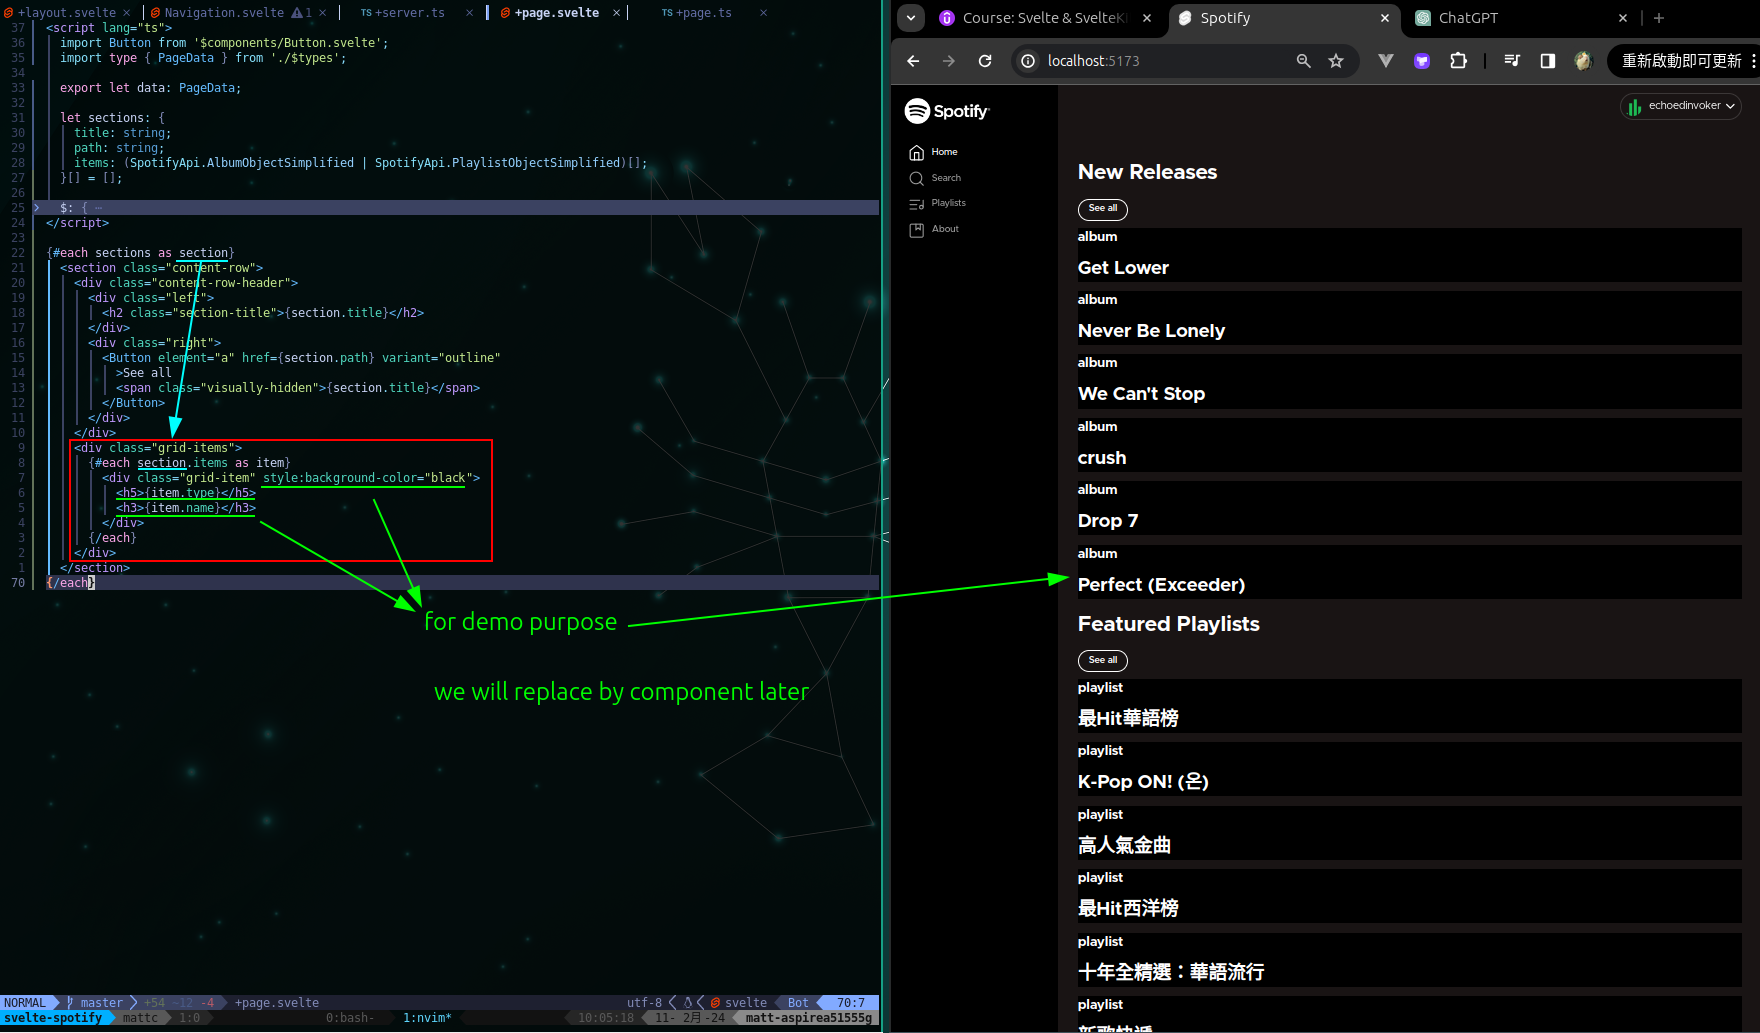 +layout.svelte ×
Navigation.svelte 1 ×
TS +server.ts ×
+page.svelte ×
TS +page.ts ×
37 <script lang="ts">
36 import Button from '$components/Button.svelte';
35 import type { PageData } from './$types';
34
33 export let data: PageData;
32
31 let sections: {
30 title: string;
29 path: string;
28 items: (SpotifyApi.AlbumObjectSimplified | SpotifyApi.PlaylistObjectSimplified)[];
27 }[] = [];
26
25 $: { ⋯
24 </script>
23
22 {#each sections as section}
21 <section class="content-row">
20 <div class="content-row-header">
19 <div class="left">
18 <h2 class="section-title">{section.title}</h2>
17 </div>
16 <div class="right">
15 <Button element="a" href={section.path} variant="outline"
14 >See all
13 <span class="visually-hidden">{section.title}</span>
12 </Button>
11 </div>
10 </div>
9 <div class="grid-items">
8 {#each section.items as item}
7 <div class="grid-item" style:background-color="black">
6 <h5>{item.type}</h5>
5 <h3>{item.name}</h3>
4 </div>
3 {/each}
2 </div>
1 </section>
70 {/each}
for demo purpose
we will replace by component later
NORMAL master +54 ~12 -4 +page.svelte utf-8 svelte Bot 70:7
svelte-spotify mattc 1:0 0:bash- 1:nvim* 10:05:18 11- 2月-24 matt-aspirea51555g
Course: Svelte & SvelteKi ×
Spotify ×
ChatGPT ×
localhost:5173
重新啟動即可更新
Spotify
echoedinvoker
Home
Search
Playlists
About
New Releases
See all
album
Get Lower
album
Never Be Lonely
album
We Can't Stop
album
crush
album
Drop 7
album
Perfect (Exceeder)
Featured Playlists
See all
playlist
最Hit華語榜
playlist
K-Pop ON! (온)
playlist
高人氣金曲
playlist
最Hit西洋榜
playlist
十年全精選：華語流行
playlist
新歌快遞